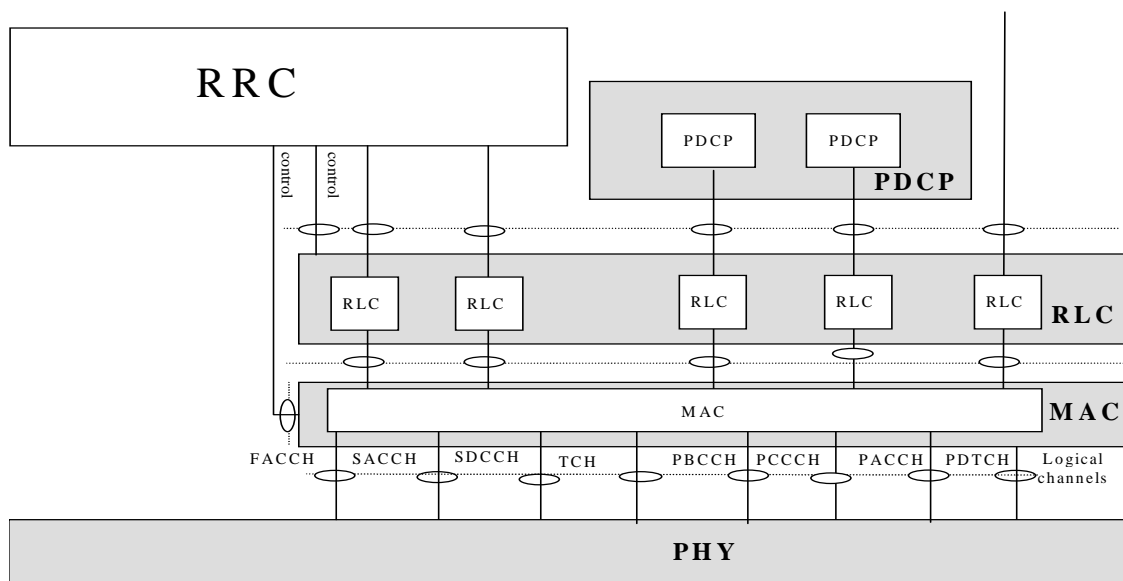 RRC
PDCP
PDCP
PDCP
control
control
RLC
RLC
RLC
RLC
RLC
RLC
MAC
MAC
FACCH
SACCH
SDCCH
TCH
PBCCH
PCCCH
PACCH
PDTCH
Logical
channels
PHY